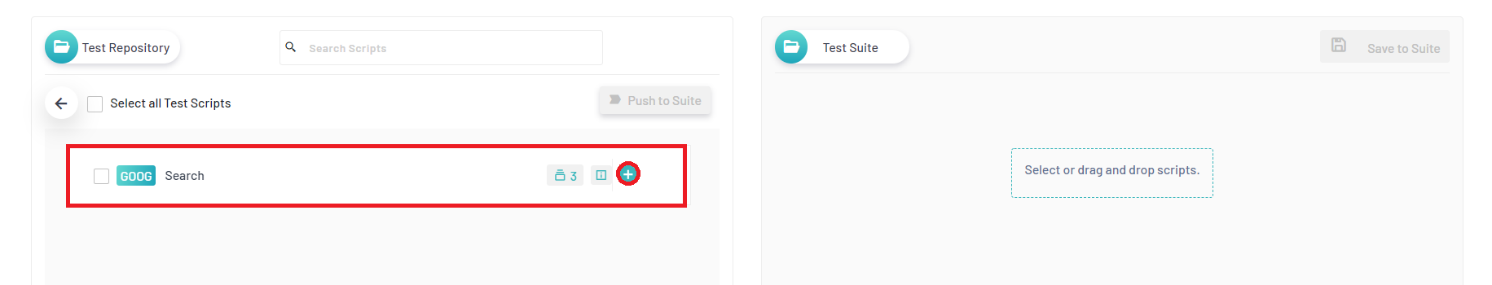 Test Repository
Search Scripts
Select all Test Scripts
Push to Suite
GOOG Search 3
Test Suite
Save to Suite
Select or drag and drop scripts.